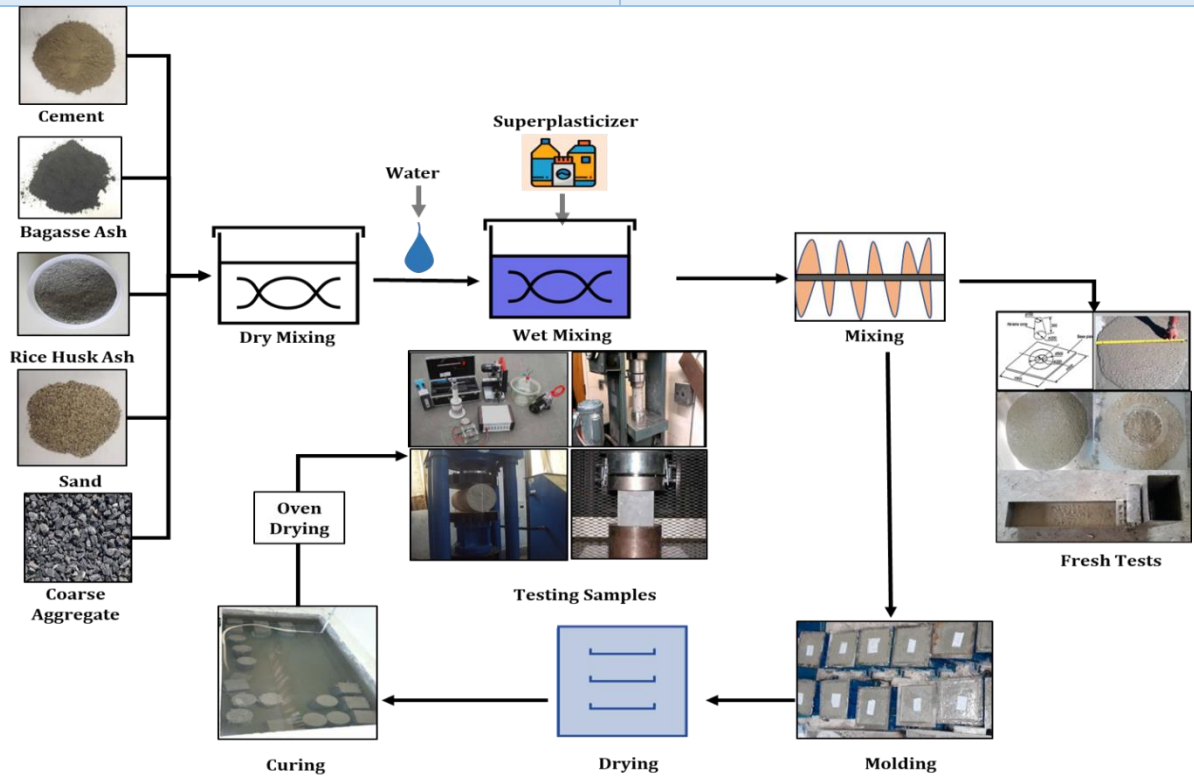 Cement
Bagasse Ash
Rice Husk Ash
Sand
Coarse
Aggregate
Dry Mixing
Water
Superplasticizer
Wet Mixing
Mixing
Fresh Tests
Molding
Drying
Curing
Oven
Drying
Testing Samples